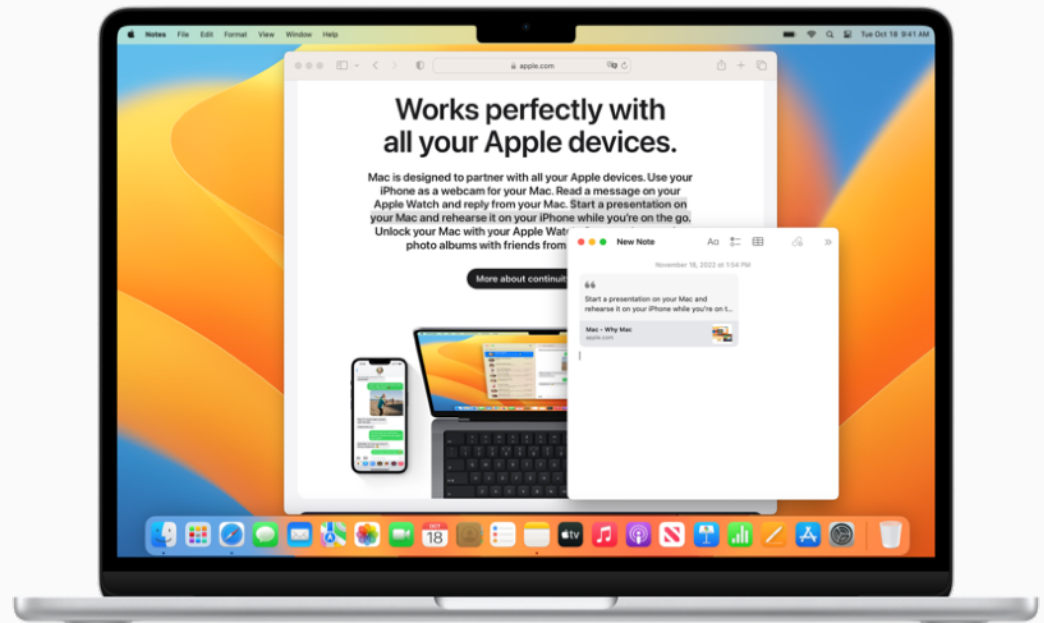 Notes File Edit Format View Window Help
Tue Oct 18 9:41 AM
apple.com
Works perfectly with
all your Apple devices.
Mac is designed to partner with all your Apple devices. Use your
iPhone as a webcam for your Mac. Read a message on your
Apple Watch and reply from your Mac. Start a presentation on
your Mac and rehearse it on your iPhone while you're on the go.
Unlock your Mac with your Apple
photo albums with friends from
More about
New Note
Aa
November 18, 2022 at 1:04 PM
“
Start a presentation on your Mac and
rehearse it on your iPhone while you're on t...
Mac - Why Mac
apple.com
OCT
18
tv